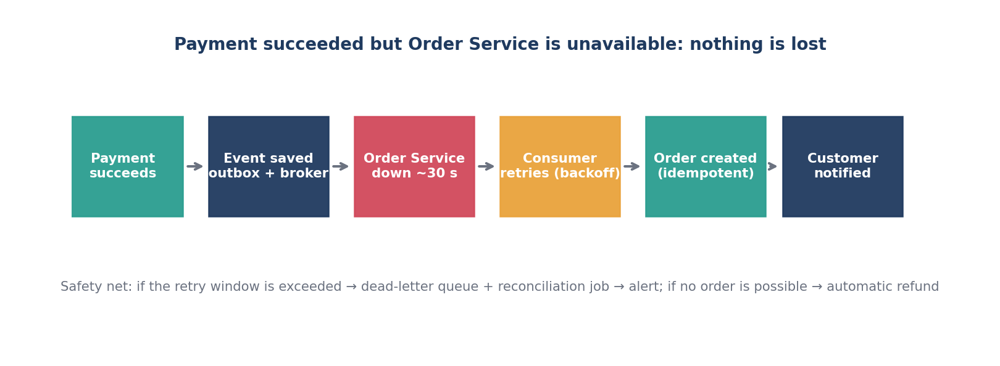 Payment succeeded but Order Service is unavailable: nothing is lost
Payment
succeeds
Event saved
outbox + broker
Order Service
down ~30 s
Consumer
retries (backoff)
Order created
(idempotent)
Customer
notified
Safety net: if the retry window is exceeded → dead-letter queue + reconciliation job → alert; if no order is possible → automatic refund